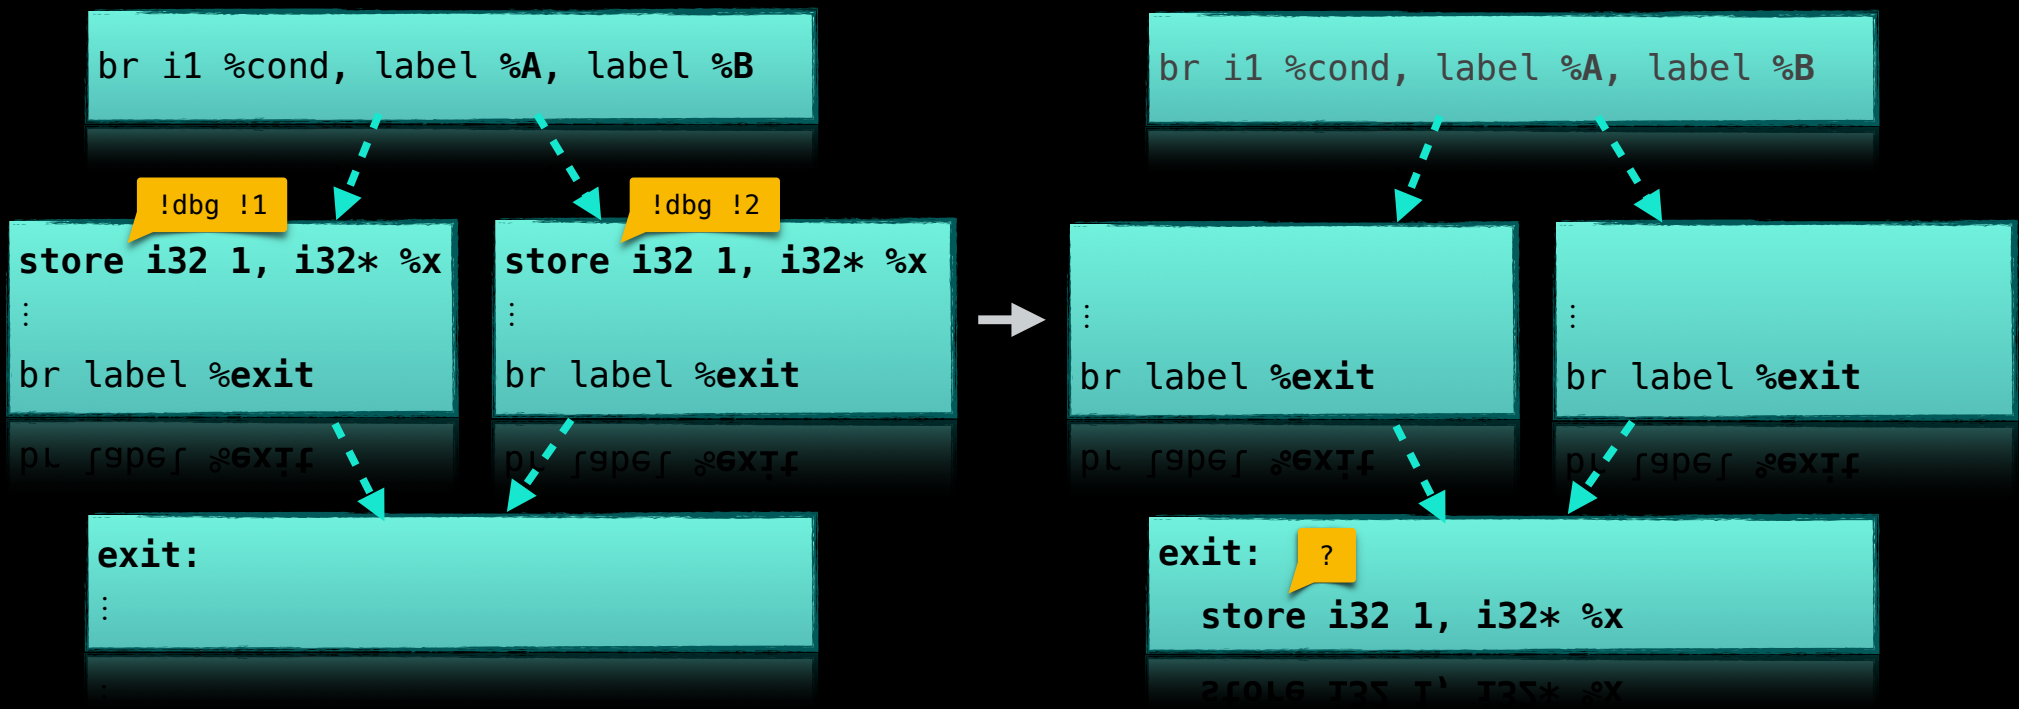 br i1 %cond, label %A, label %B
!dbg !1
store i32 1, i32* %x
⋮
br label %exit
!dbg !2
store i32 1, i32* %x
⋮
br label %exit
exit:
⋮
br i1 %cond, label %A, label %B
⋮
br label %exit
⋮
br label %exit
exit:
?
store i32 1, i32* %x